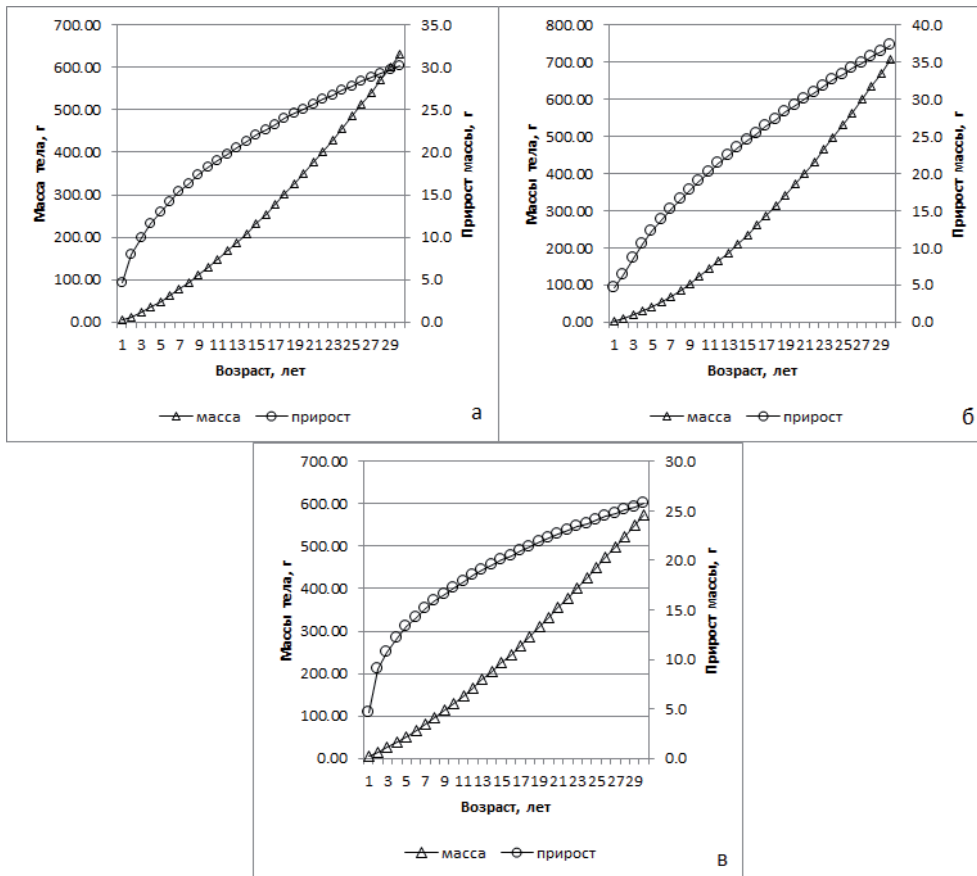 700.00 600.00 500.00 400.00 300.00 200.00 100.00 0.00
Масса тела, г
35.0 30.0 25.0 20.0 15.0 10.0 5.0 0.0
Прирост массы, г
1 3 5 7 9 11 13 15 17 19 21 23 25 27 29
Возраст, лет
масса прирост
а
800.00 700.00 600.00 500.00 400.00 300.00 200.00 100.00 0.00
Массы тела, г
40.0 35.0 30.0 25.0 20.0 15.0 10.0 5.0 0.0
Прирост массы, г
1 3 5 7 9 11 13 15 17 19 21 23 25 27 29
Возраст, лет
масса прирост
б
700.00 600.00 500.00 400.00 300.00 200.00 100.00 0.00
Массы тела, г
30.0 25.0 20.0 15.0 10.0 5.0 0.0
Прирост массы, г
1 3 5 7 9 11 13 15 17 19 21 23 25 27 29
Возраст, лет
масса прирост
в